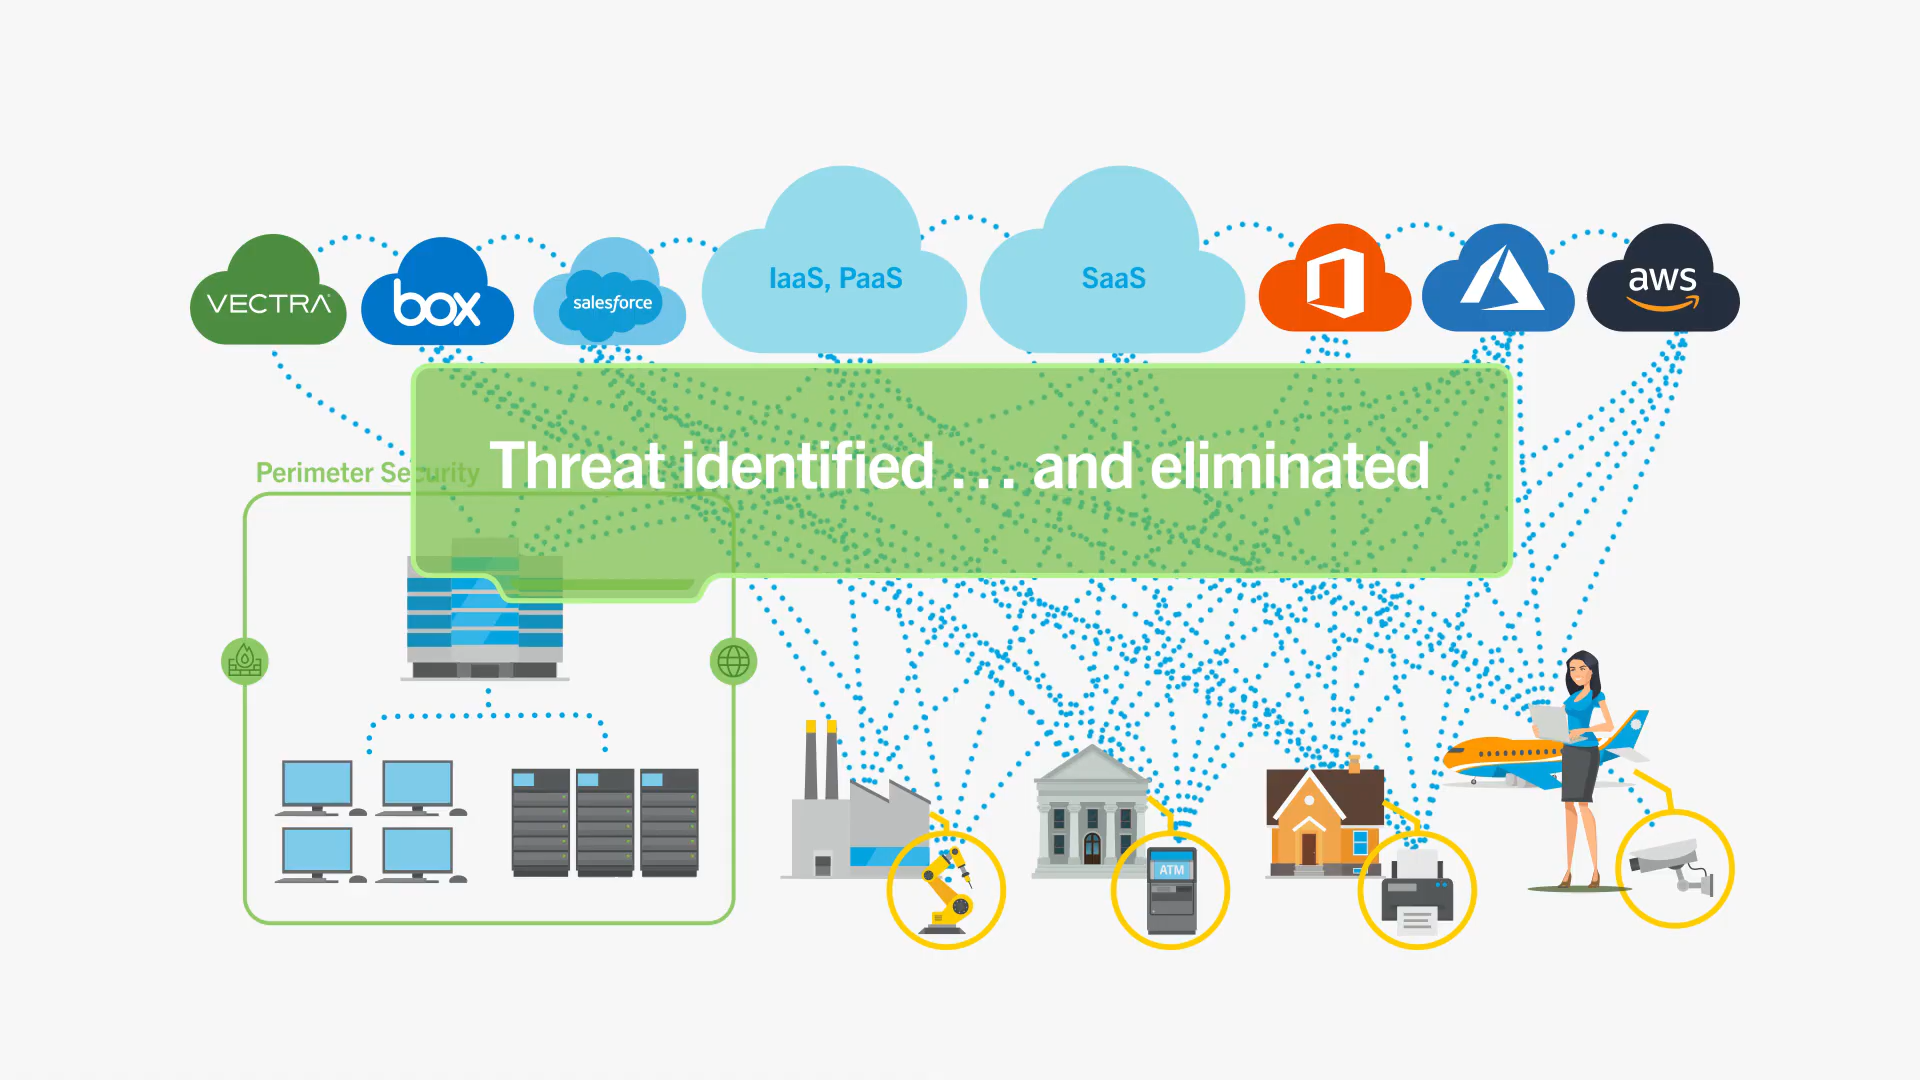 VECTRA
box
salesforce
IaaS, PaaS
SaaS
aws
Perimeter Security
Threat identified ... and eliminated
ATM